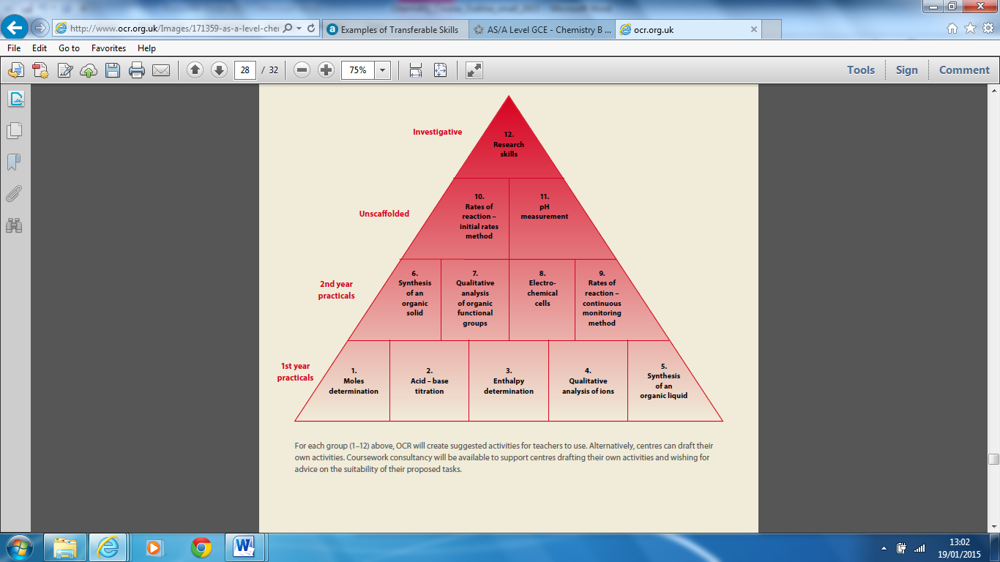 http://www.ocr.org.uk/Images/171359-as-a-level-che
Examples of Transferable Skills
AS/A Level GCE - Chemistry B ...
ocr.org.uk
File Edit Go to Favorites Help
28 / 32
75%
Tools Sign Comment
Investigative
12.
Research
skills
Unscaffolded
10.
Rates of
reaction –
initial rates
method
11.
pH
measurement
2nd year
practicals
6.
Synthesis
of an
organic
solid
7.
Qualitative
analysis
of organic
functional
groups
8.
Electro-
chemical
cells
9.
Rates of
reaction –
continuous
monitoring
method
1st year
practicals
1.
Moles
determination
2.
Acid – base
titration
3.
Enthalpy
determination
4.
Qualitative
analysis of ions
5.
Synthesis
of an
organic liquid
For each group (1–12) above, OCR will create suggested activities for teachers to use. Alternatively, centres can draft their
own activities. Coursework consultancy will be available to support centres drafting their own activities and wishing for
advice on the suitability of their proposed tasks.
13:02
19/01/2015